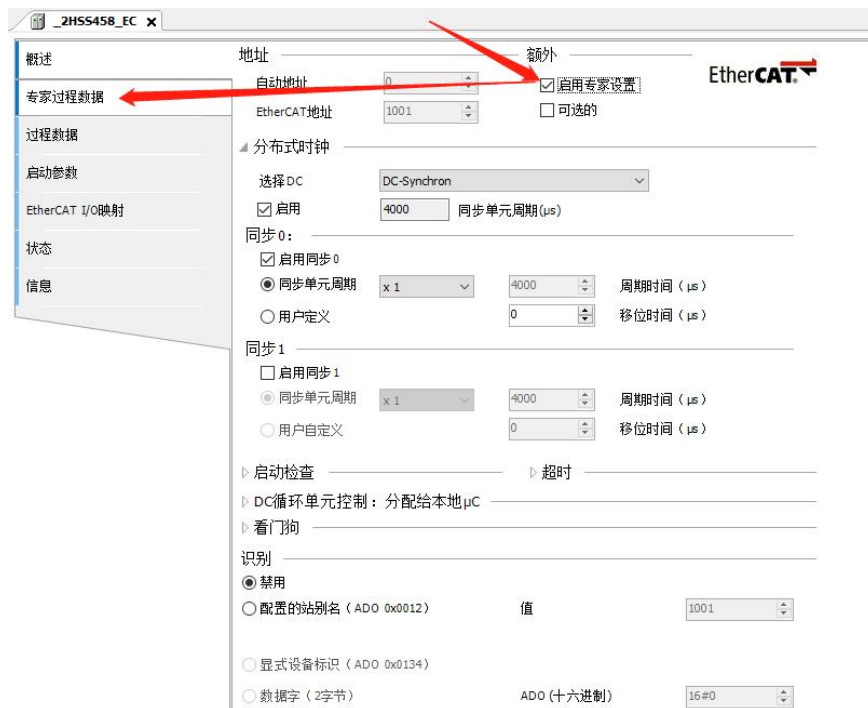 _2HSS458_EC x
概述
专家过程数据
过程数据
启动参数
EtherCAT I/O映射
状态
信息
地址
额外
自动地址 0
启用专家设置
EtherCAT地址 1001
可选的
EtherCAT
分布式时钟
选择DC DC-Synchron
启用 4000 同步单元周期(μs)
同步0:
启用同步0
同步单元周期 x 1 4000 周期时间(μs)
用户定义 0 移位时间(μs)
同步1
启用同步1
同步单元周期 x 1 4000 周期时间(μs)
用户自定义 0 移位时间(μs)
启动检查 超时
DC循环单元控制: 分配给本地μC
看门狗
识别
禁用
配置的站别名(ADO 0x0012) 值 1001
显式设备标识(ADO 0x0134)
数据字(2字节) ADO (十六进制) 16#0